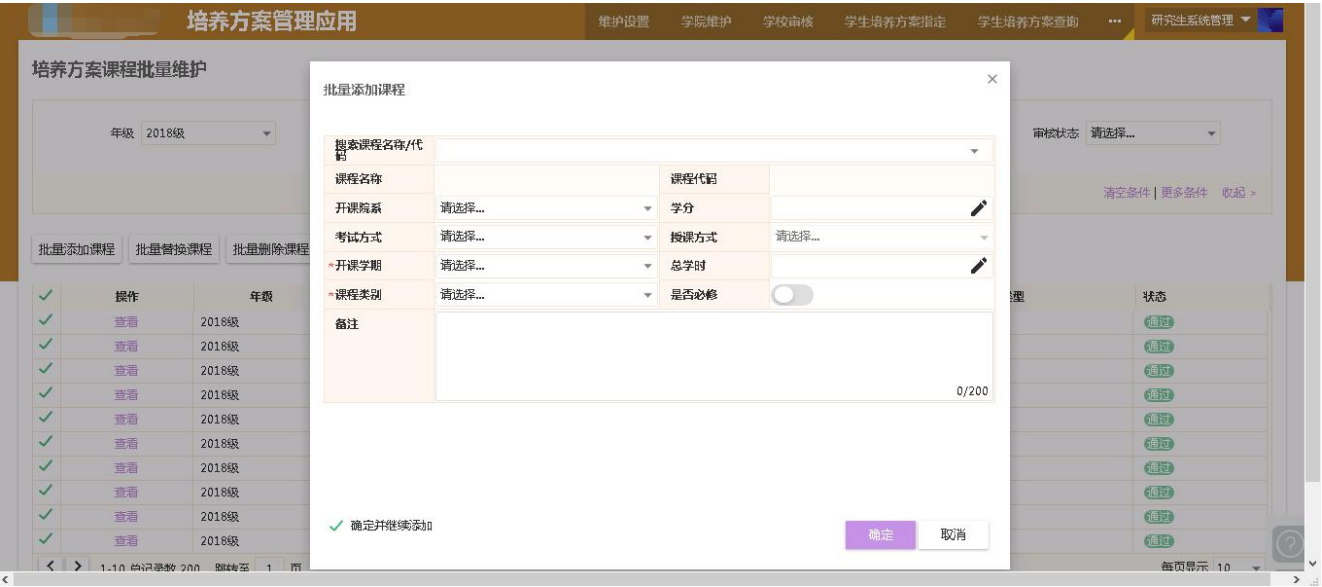 培养方案管理应用
维护设置 学院维护 学校审核 学生培养方案指定 学生培养方案查询 ... 研究生系统管理
培养方案课程批量维护
年级 2018级
审核状态 请选择...
清空条件 | 更多条件 收起 >
批量添加课程 批量替换课程 批量删除课程
操作 年级 类型 状态
查看 2018级 通过
查看 2018级 通过
查看 2018级 通过
查看 2018级 通过
查看 2018级 通过
查看 2018级 通过
查看 2018级 通过
查看 2018级 通过
查看 2018级 通过
查看 2018级 通过
1-10 总记录数 200 跳转至 1 页 每页显示 10
批量添加课程 ×
搜索课程名称/代
码
课程名称 课程代码
开课院系 请选择... 学分
考试方式 请选择... 授课方式 请选择...
*开课学期 请选择... 总学时
*课程类别 请选择... 是否必修
备注
0/200
确定并继续添加 确定 取消